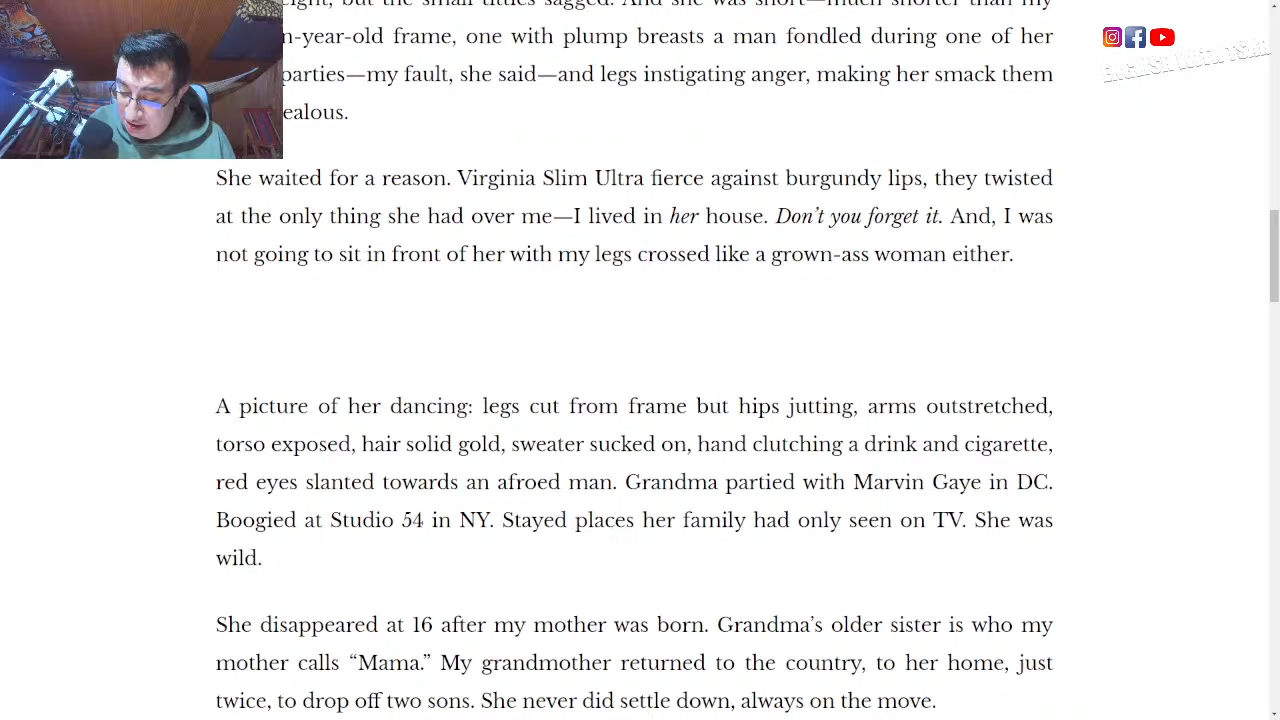 but the small titties sagged. And she was short—much shorter than my
n-year-old frame, one with plump breasts a man fondled during one of her
parties—my fault, she said—and legs instigating anger, making her smack them
ealous.
She waited for a reason. Virginia Slim Ultra fierce against burgundy lips, they twisted
at the only thing she had over me—I lived in her house. Don’t you forget it. And, I was
not going to sit in front of her with my legs crossed like a grown-ass woman either.
A picture of her dancing: legs cut from frame but hips jutting, arms outstretched,
torso exposed, hair solid gold, sweater sucked on, hand clutching a drink and cigarette,
red eyes slanted towards an afroed man. Grandma partied with Marvin Gaye in DC.
Boogied at Studio 54 in NY. Stayed places her family had only seen on TV. She was
wild.
She disappeared at 16 after my mother was born. Grandma’s older sister is who my
mother calls “Mama.” My grandmother returned to the country, to her home, just
twice, to drop off two sons. She never did settle down, always on the move.